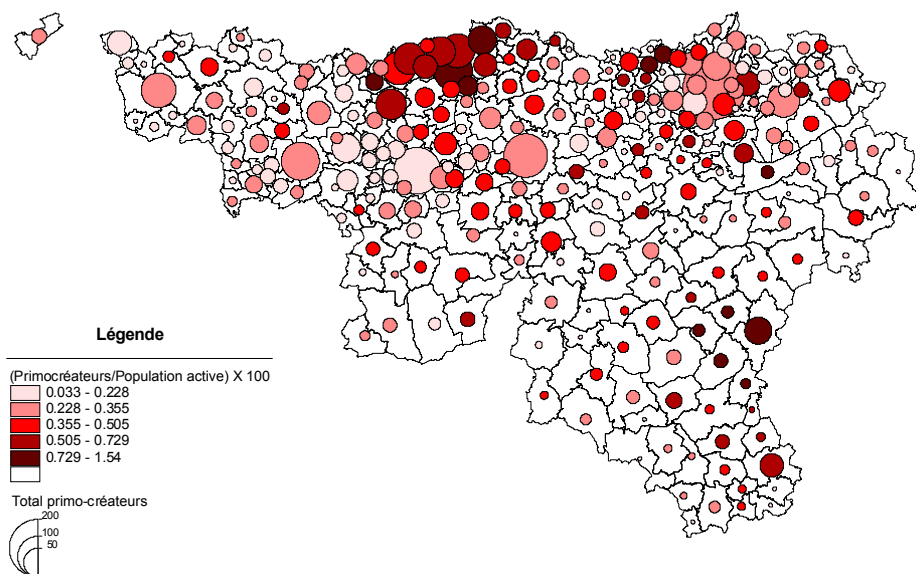 Légende
(Primocréateurs/Population active) X 100
0.033 - 0.228
0.228 - 0.355
0.355 - 0.505
0.505 - 0.729
0.729 - 1.54
Total primo-créateurs
200
100
50